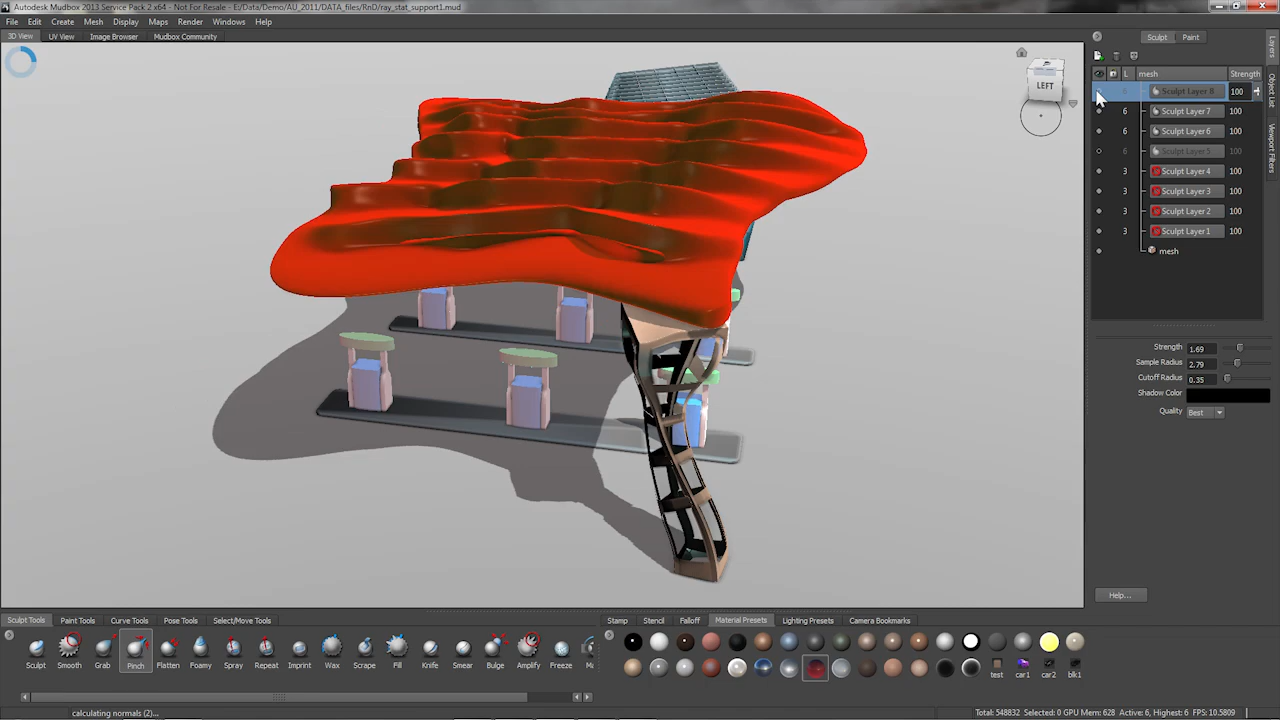 Autodesk Mudbox 2013 Service Pack 2 x64 - Not For Resale - E:/Data/Demo/AU_2011/DATA_files/RnD/ray_stat_support1.mud
File Edit Create Mesh Display Maps Render Windows Help
3D View UV View Image Browser Mudbox Community
Sculpt Paint
L mesh Strength
Sculpt Layer 8 100
6 Sculpt Layer 7 100
6 Sculpt Layer 6 100
6 Sculpt Layer 5 100
3 Sculpt Layer 4 100
3 Sculpt Layer 3 100
3 Sculpt Layer 2 100
3 Sculpt Layer 1 100
mesh
Layers
Object List
Viewport Filters
LEFT
Strength 1.69
Sample Radius 2.79
Cutoff Radius 0.35
Shadow Color
Quality Best
Help...
Sculpt Tools Paint Tools Curve Tools Pose Tools Select/Move Tools
Sculpt Smooth Grab Pinch Flatten Foamy Spray Repeat Imprint Wax Scrape Fill Knife Smear Bulge Amplify Freeze
Stamp Stencil Falloff Material Presets Lighting Presets Camera Bookmarks
test car1 car2 blk1
calculating normals (2)...
Total: 548832 Selected: 0 GPU Mem: 628 Active: 6, Highest: 6 FPS: 10.5809